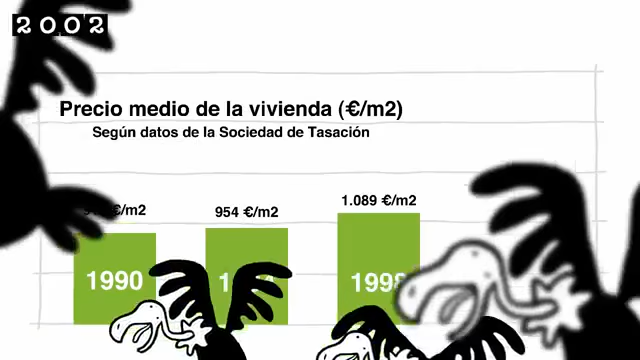 2002
Precio medio de la vivienda (€/m2)
Según datos de la Sociedad de Tasación
€/m2
954 €/m2
1.089 €/m2
1990
1998